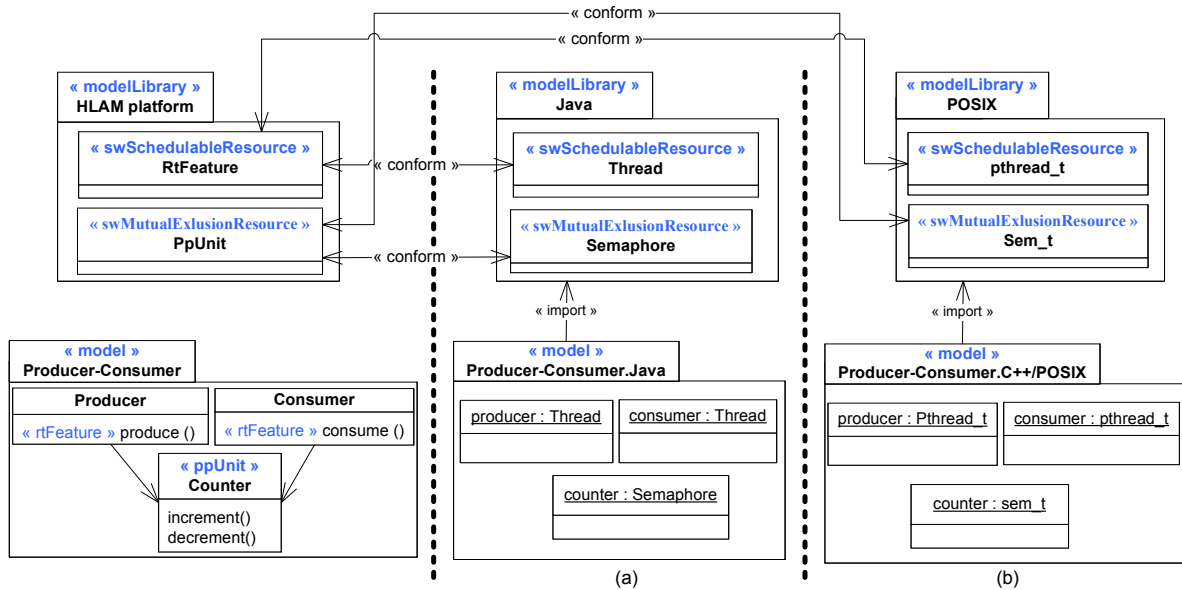 « conform »
« conform »
« modelLibrary »
HLAM platform
« swSchedulableResource »
RtFeature
« swMutualExlusionResource »
PpUnit
« conform »
« conform »
« modelLibrary »
Java
« swSchedulableResource »
Thread
« swMutualExlusionResource »
Semaphore
« modelLibrary »
POSIX
« swSchedulableResource »
pthread_t
« swMutualExlusionResource »
Sem_t
« import »
« import »
« model »
Producer-Consumer
Producer
« rtFeature » produce ()
Consumer
« rtFeature » consume ()
« ppUnit »
Counter
increment()
decrement()
« model »
Producer-Consumer.Java
producer : Thread
consumer : Thread
counter : Semaphore
(a)
« model »
Producer-Consumer.C++/POSIX
producer : Pthread_t
consumer : pthread_t
counter : sem_t
(b)